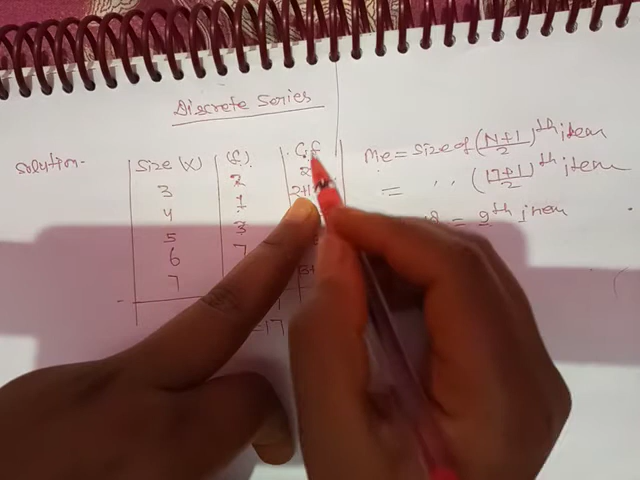 Discrete Series
Solution-
Size (X) (f) C.f
3 2 2
4 1
5 3
6 7
7
=17
Me = Size of (N+1/2)th item
= ,, (17+1/2)th item
= 9th item